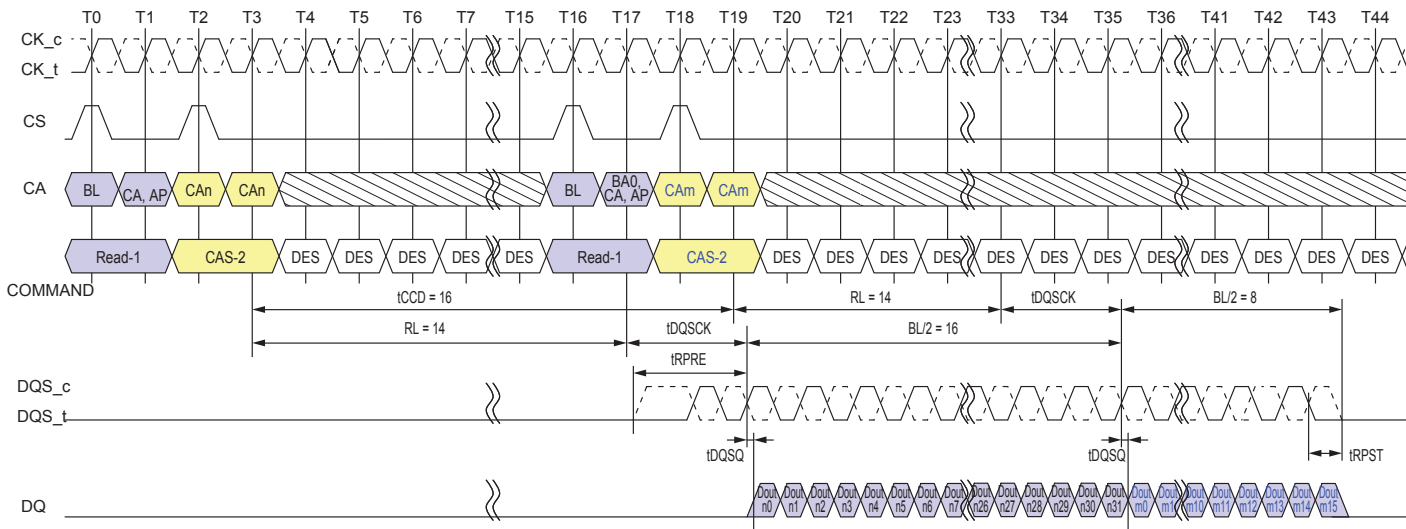 T0 T1 T2 T3 T4 T5 T6 T7 T15 T16 T17 T18 T19 T20 T21 T22 T23 T33 T34 T35 T36 T41 T42 T43 T44
CK_c
CK_t
CS
CA BL CA, AP CAn CAn BL BA0, CA, AP CAm CAm
Read-1 CAS-2 DES DES DES DES DES Read-1 CAS-2 DES DES DES DES DES DES DES DES DES DES DES DES
COMMAND
tCCD = 16 RL = 14 tDQSCK BL/2 = 8
RL = 14 tDQSCK BL/2 = 16
tRPRE
DQS_c
DQS_t
tDQSQ tDQSQ tRPST
DQ Dout n0 Dout n1 Dout n2 Dout n3 Dout n4 Dout n5 Dout n6 Dout n7 Dout n26 Dout n27 Dout n28 Dout n29 Dout n30 Dout n31 Dout m0 Dout m1 Dout m10 Dout m11 Dout m12 Dout m13 Dout m14 Dout m15